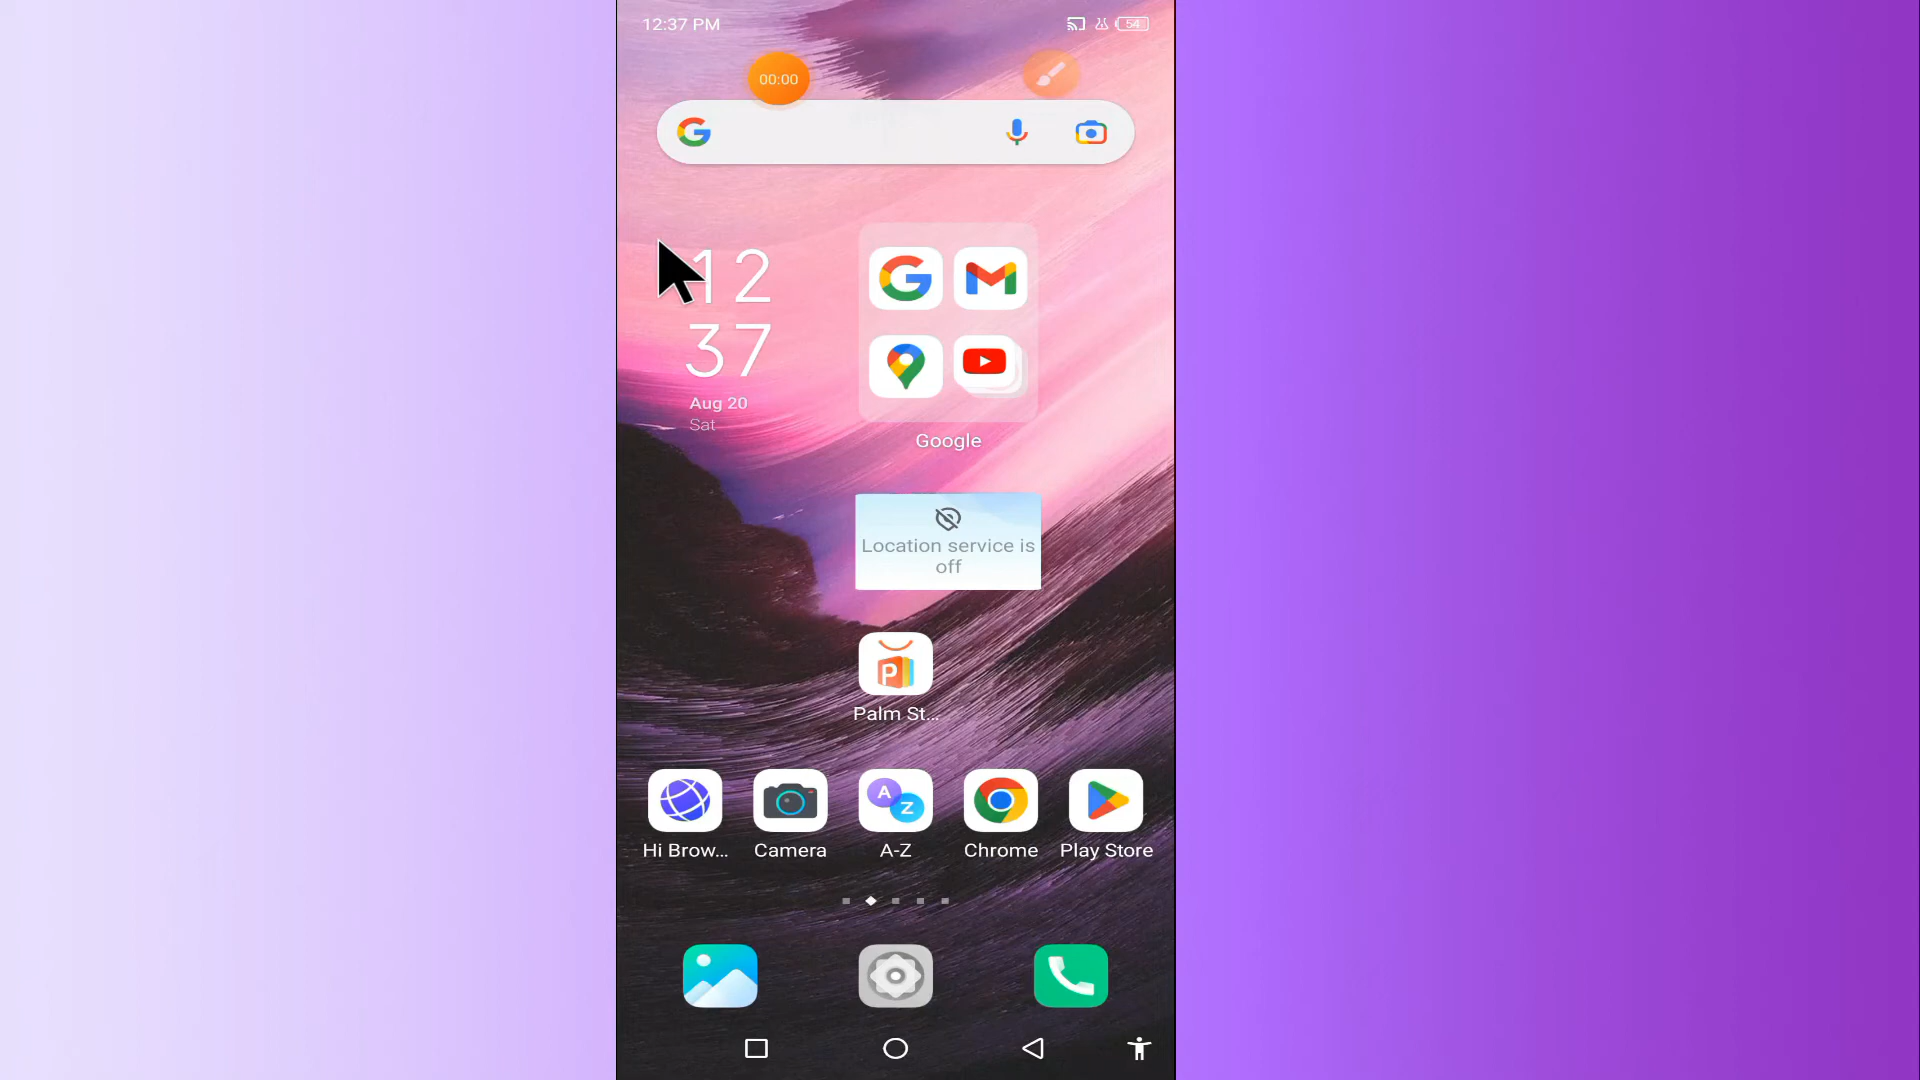 12:37 PM
54
00:00
12
37
Aug 20
Sat
Google
Location service is
off
P
Palm St...
A
Z
Hi Brow...
Camera
A-Z
Chrome
Play Store